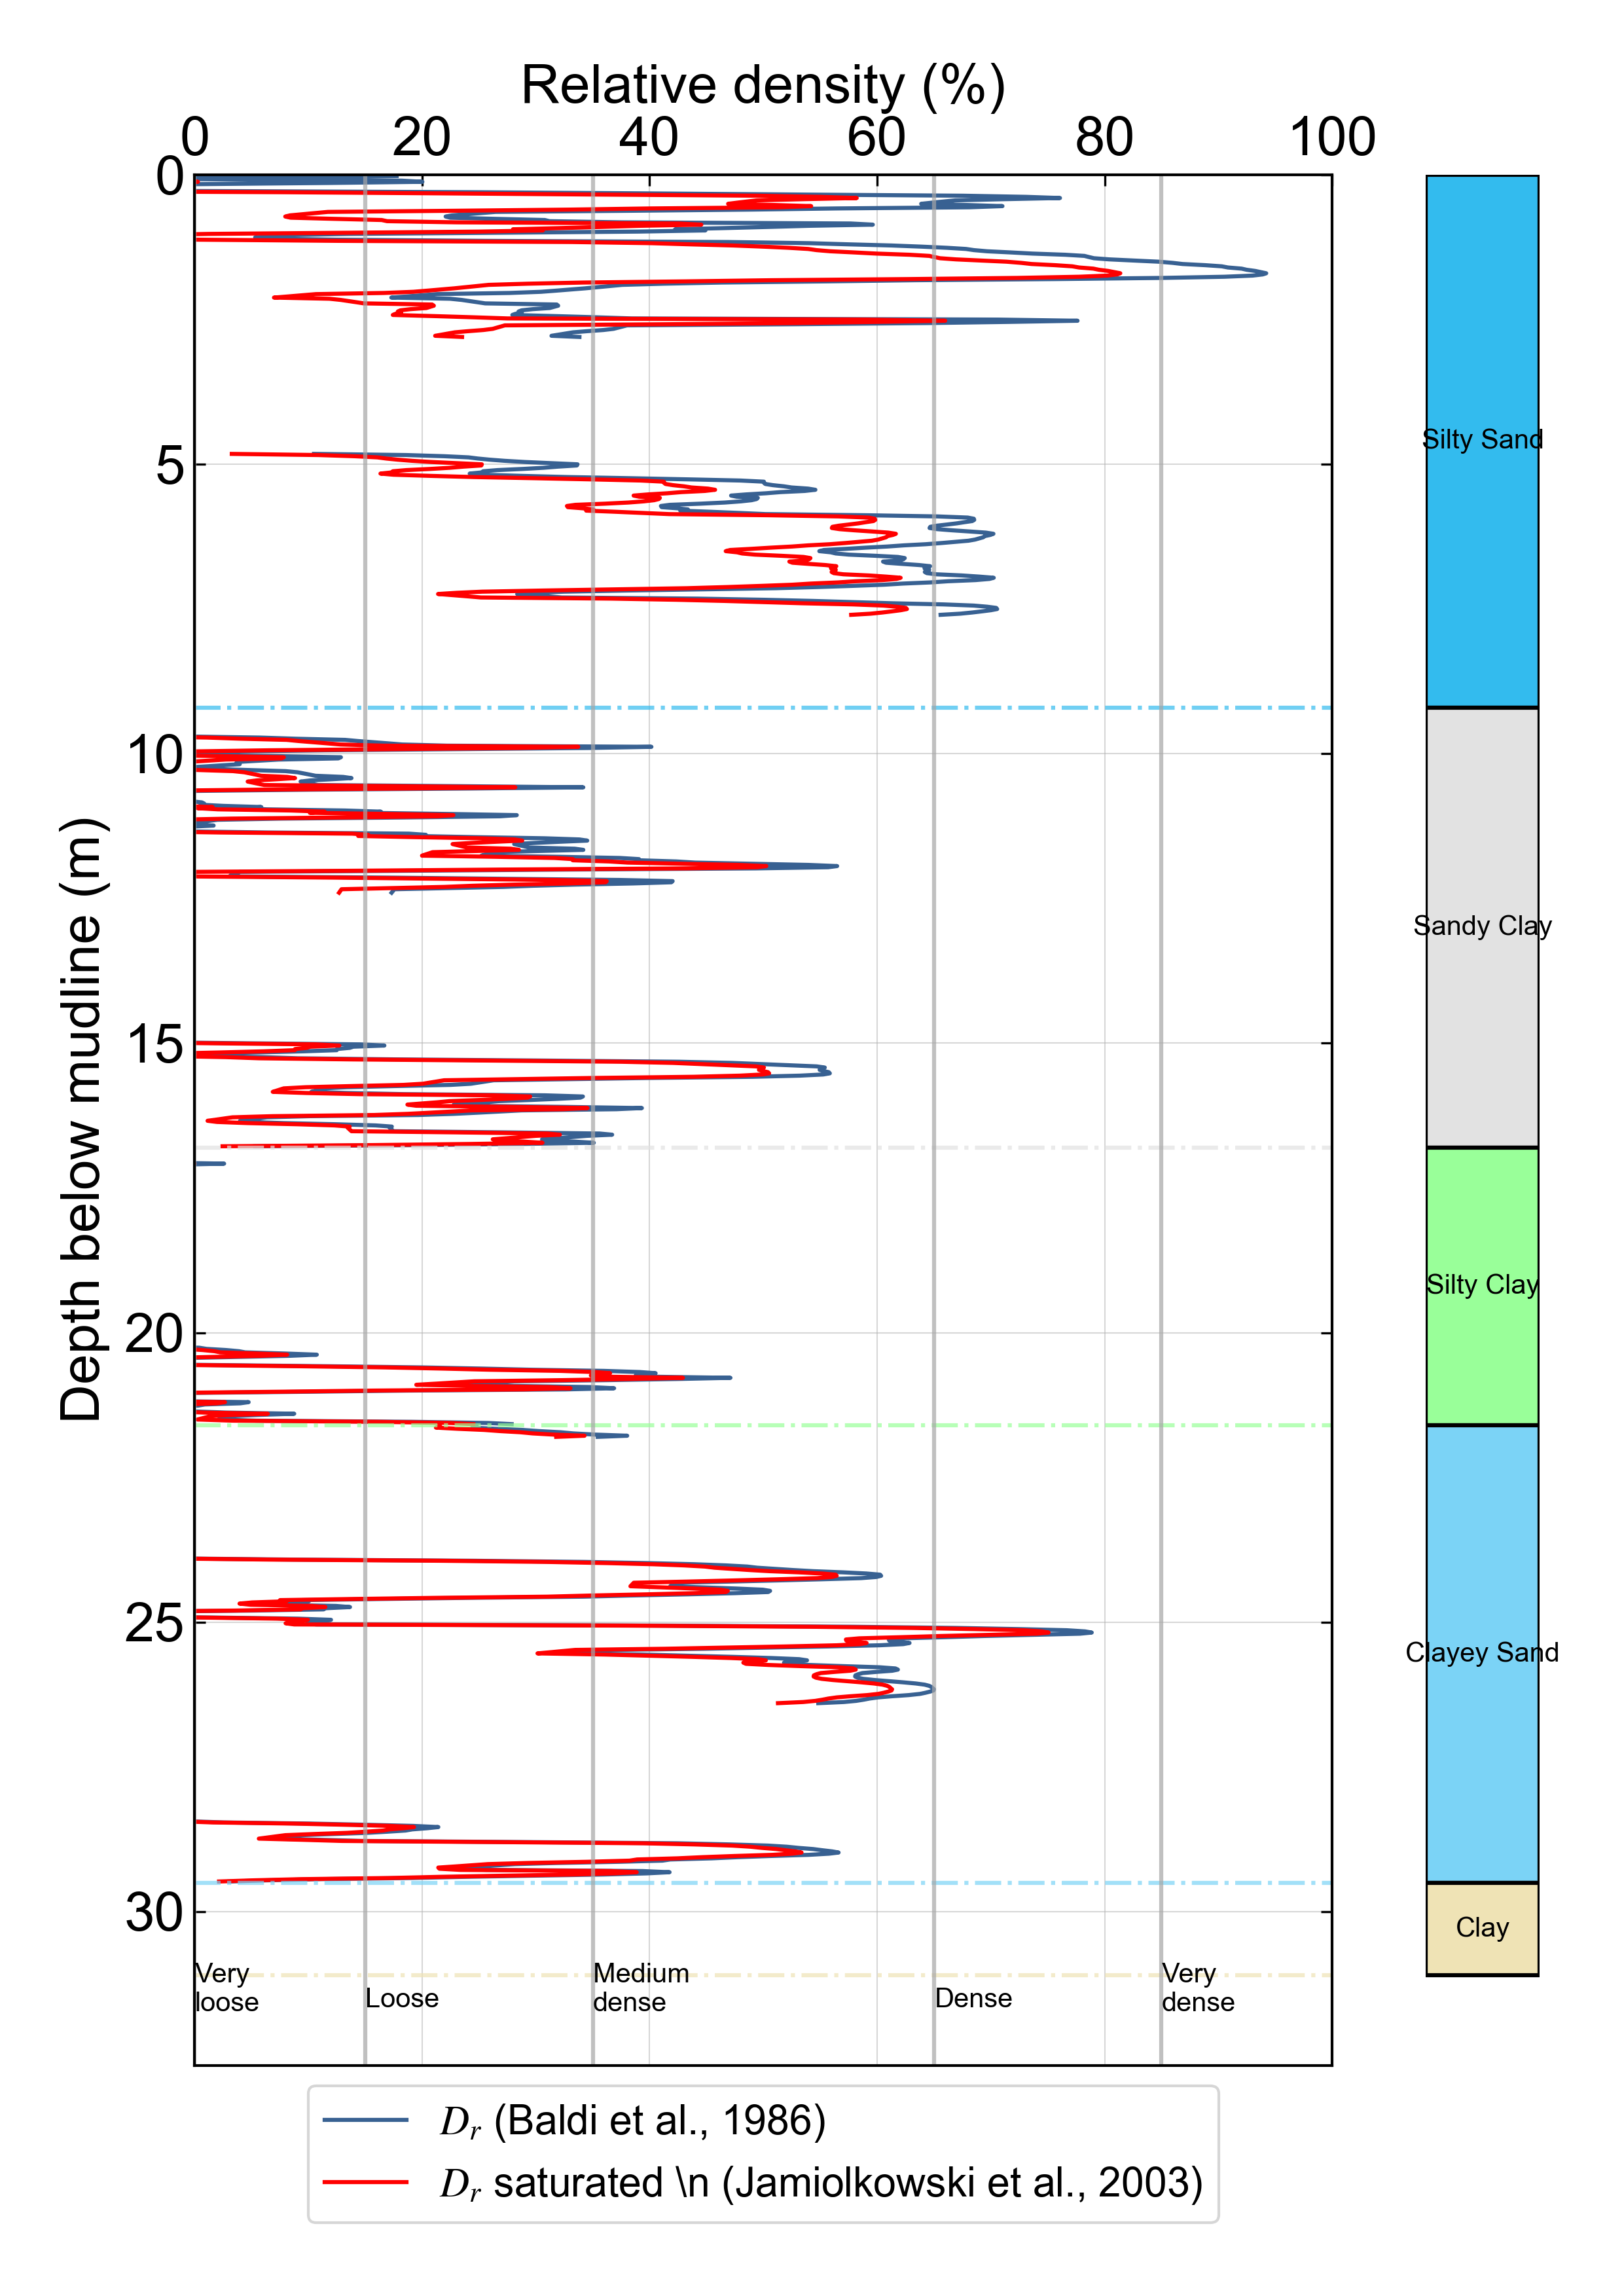 Relative density (%)
0 20 40 60 80 100
0
5
10
15
20
25
30
Depth below mudline (m)
Silty Sand
Sandy Clay
Silty Clay
Clayey Sand
Clay
Very
loose
Loose
Medium
dense
Dense
Very
dense
Dr (Baldi et al., 1986)
Dr saturated \n (Jamiolkowski et al., 2003)